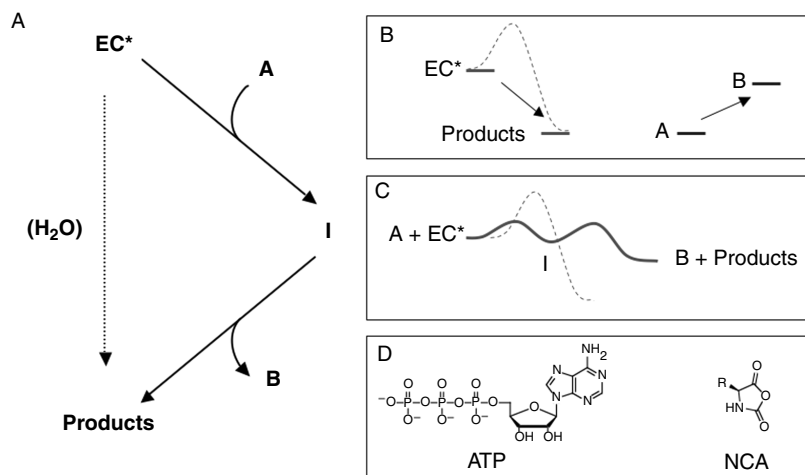 A
EC*
A
(H₂O)
I
B
Products
B
EC*
Products
A
B
C
A + EC*
I
B + Products
D
NH₂
N
N
N
N
O
O
O
⁻O
P
O
P
O
P
O
O⁻
O⁻
O⁻
O
OH
OH
ATP
R
O
O
HN
O
NCA